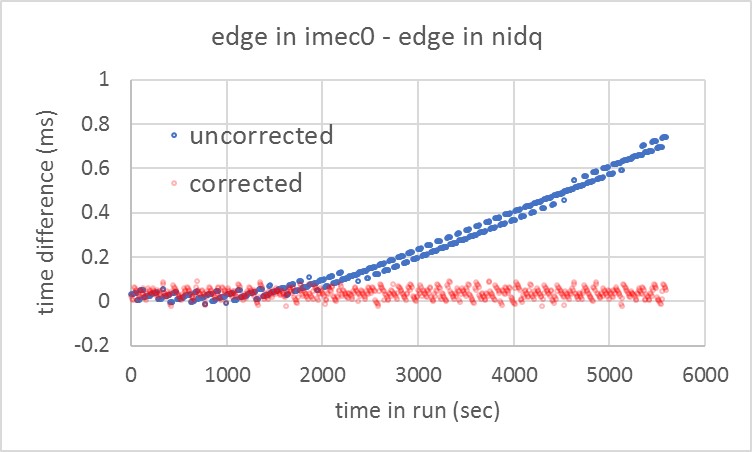 edge in imec0 - edge in nidq
time difference (ms)
1
0.8
0.6
0.4
0.2
0
-0.2
uncorrected
corrected
0 1000 2000 3000 4000 5000 6000
time in run (sec)